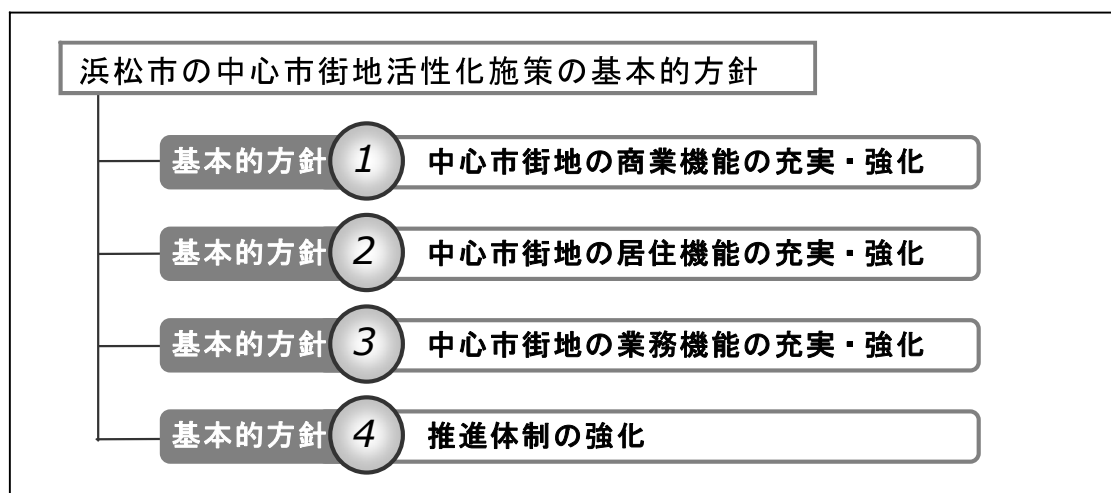 浜松市の中心市街地活性化施策の基本的方針
基本的方針 1 中心市街地の商業機能の充実・強化
基本的方針 2 中心市街地の居住機能の充実・強化
基本的方針 3 中心市街地の業務機能の充実・強化
基本的方針 4 推進体制の強化